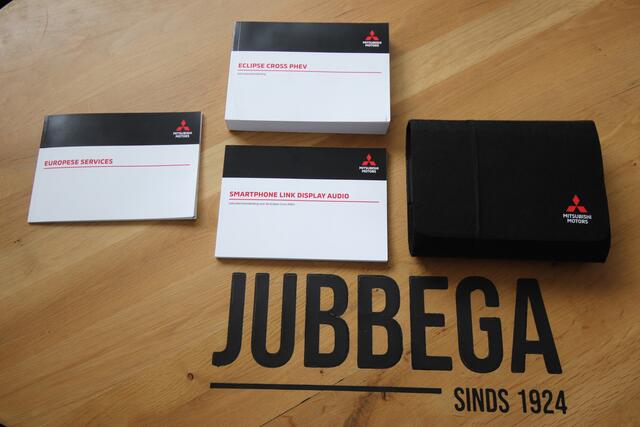 MITSUBISHI
MOTORS
ECLIPSE CROSS PHEV
MITSUBISHI
MOTORS
EUROPESE SERVICES
MITSUBISHI
MOTORS
SMARTPHONE LINK DISPLAY AUDIO
MITSUBISHI
MOTORS
JUBBEGA
SINDS 1924